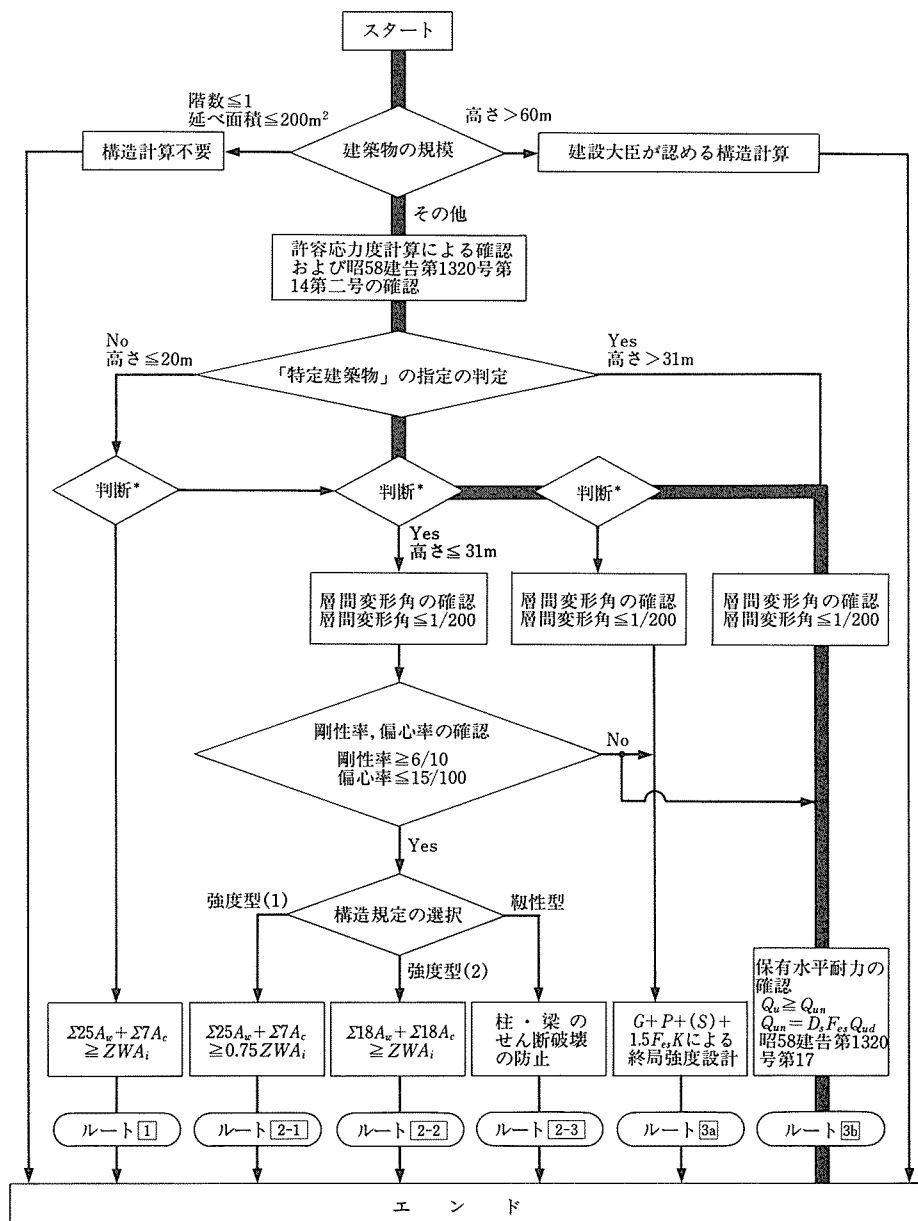 スタート
階数≦1
延べ面積≦200m²
高さ>60m
構造計算不要
建築物の規模
建設大臣が認める構造計算
その他
許容応力度計算による確認
および昭58建告第1320号第
14第二号の確認
No
高さ≦20m
Yes
高さ>31m
「特定建築物」の指定の判定
判断*
判断*
判断*
Yes
高さ≦31m
層間変形角の確認
層間変形角≦1/200
層間変形角の確認
層間変形角≦1/200
層間変形角の確認
層間変形角≦1/200
剛性率,偏心率の確認
剛性率≧6/10
偏心率≦15/100
No
Yes
強度型(1)
構造規定の選択
靱性型
強度型(2)
Σ25Aw+Σ7Ac
≧ZWAi
Σ25Aw+Σ7Ac
≧0.75ZWAi
Σ18Aw+Σ18Ac
≧ZWAi
柱・梁の
せん断破壊
の防止
G+P+(S)+
1.5FesKによる
終局強度設計
保有水平耐力の
確認
Qu≧Qun
Qun=DsFesQud
昭58建告第1320
号第17
ルート1
ルート2-1
ルート2-2
ルート2-3
ルート3a
ルート3b
エンド